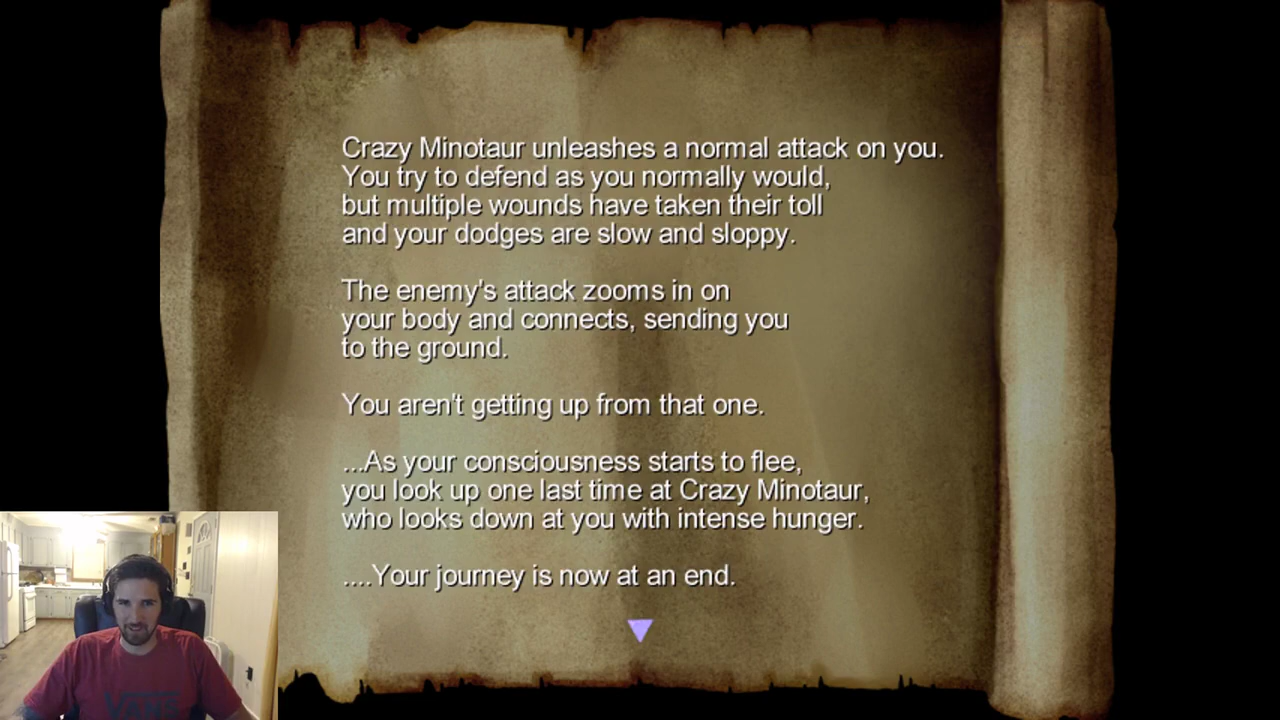 Crazy Minotaur unleashes a normal attack on you.
You try to defend as you normally would,
but multiple wounds have taken their toll
and your dodges are slow and sloppy.
The enemy's attack zooms in on
your body and connects, sending you
to the ground.
You aren't getting up from that one.
...As your consciousness starts to flee,
you look up one last time at Crazy Minotaur,
who looks down at you with intense hunger.
....Your journey is now at an end.
VANS